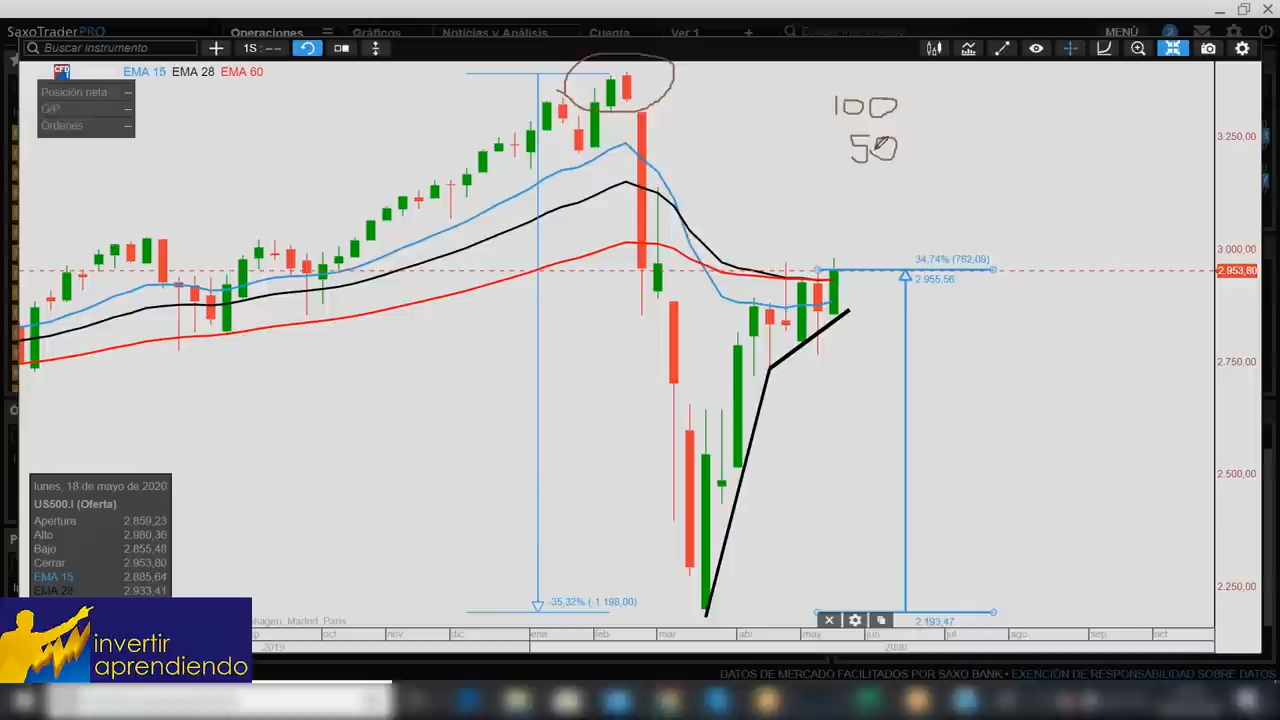 SaxoTraderPRO
Operaciones
Gráficos
Noticias y Análisis
Cuenta
Ver 1
+
Buscar instrumento
MENÚ
2
Buscar instrumento
1S
EMA 15 EMA 28 EMA 60
CFD
Posición neta –
G/P –
Órdenes –
100
50
3.250,00
3.000,00
2.953,80
2.750,00
2.500,00
2.250,00
34,74% (762,09)
2.955,56
-35,32% (-1 198,00)
2.193,47
lunes, 18 de mayo de 2020
US500.I (Oferta)
Apertura 2.859,23
Alto 2.980,36
Bajo 2.855,48
Cerrar 2.953,80
EMA 15 2.885,64
EMA 28 2.933,41
Madrid, Paris
oct nov dic. ene feb mar abr. may jun jul ago sep. oct
2019 2020
invertir
aprendiendo
DATOS DE MERCADO FACILITADOS POR SAXO BANK • EXENCIÓN DE RESPONSABILIDAD SOBRE DATOS